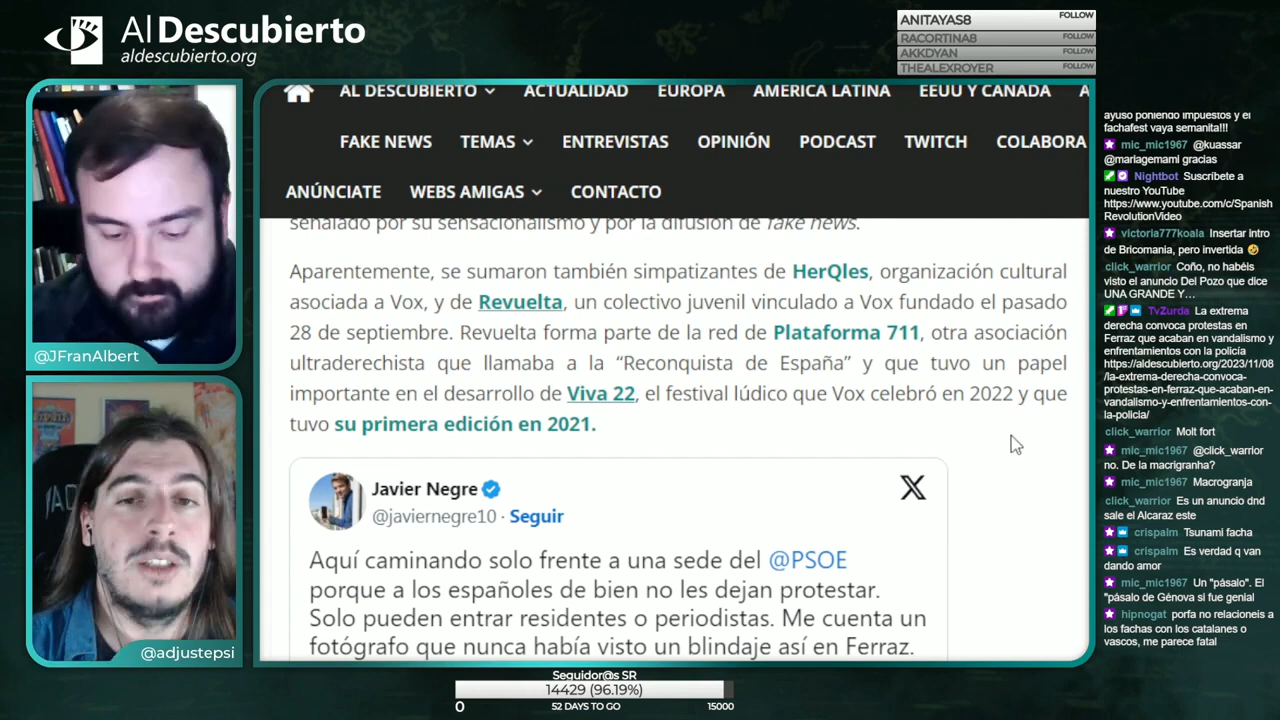 Al Descubierto
aldescubierto.org
ANITAYAS8 FOLLOW
RACORTINA8 FOLLOW
AKKDYAN FOLLOW
THEALEXROYER FOLLOW
@JFranAlbert
@adjustepsi
AL DESCUBIERTO ACTUALIDAD EUROPA AMÉRICA LATINA EEUU Y CANADÁ A
FAKE NEWS TEMAS ENTREVISTAS OPINIÓN PODCAST TWITCH COLABORA
ANÚNCIATE WEBS AMIGAS CONTACTO
señalado por su sensacionalismo y por la difusión de fake news.
Aparentemente, se sumaron también simpatizantes de HerQles, organización cultural
asociada a Vox, y de Revuelta, un colectivo juvenil vinculado a Vox fundado el pasado
28 de septiembre. Revuelta forma parte de la red de Plataforma 711, otra asociación
ultraderechista que llamaba a la “Reconquista de España” y que tuvo un papel
importante en el desarrollo de Viva 22, el festival lúdico que Vox celebró en 2022 y que
tuvo su primera edición en 2021.
Javier Negre
@javiernegre10 · Seguir
Aquí caminando solo frente a una sede del @PSOE
porque a los españoles de bien no les dejan protestar.
Solo pueden entrar residentes o periodistas. Me cuenta un
fotógrafo que nunca había visto un blindaje así en Ferraz.
ayuso poniendo impuestos y el
fachafest vaya semanita!!!
mic_mic1967 @kuassar
@mariagemami gracias
Nightbot Suscríbete a
nuestro YouTube
https://www.youtube.com/c/Spanish
RevolutionVideo
victoria777koala Insertar intro
de Bricomania, pero invertida 🤣
click_warrior Coño, no habéis
visto el anuncio Del Pozo que dice
UNA GRANDE Y…
TvZurda La extrema
derecha convoca protestas en
Ferraz que acaban en vandalismo y
enfrentamientos con la policía
https://aldescubierto.org/2023/11/08
/la-extrema-derecha-convoca-
protestas-en-ferraz-que-acaban-en-
vandalismo-y-enfrentamientos-con-
la-policia/
click_warrior Molt fort
mic_mic1967 @click_warrior
no. De la macrigranha?
mic_mic1967 Macrogranja
click_warrior Es un anuncio dnd
sale el Alcaraz este
crispalm Tsunami facha
crispalm Es verdad q van
dando amor
mic_mic1967 Un "pásalo". El
"pásalo de Génova si fue genial
hipnogat porfa no relacioneis a
los fachas con los catalanes o
vascos, me parece fatal
Seguidor@s SR
14429 (96.19%)
0 52 DAYS TO GO 15000